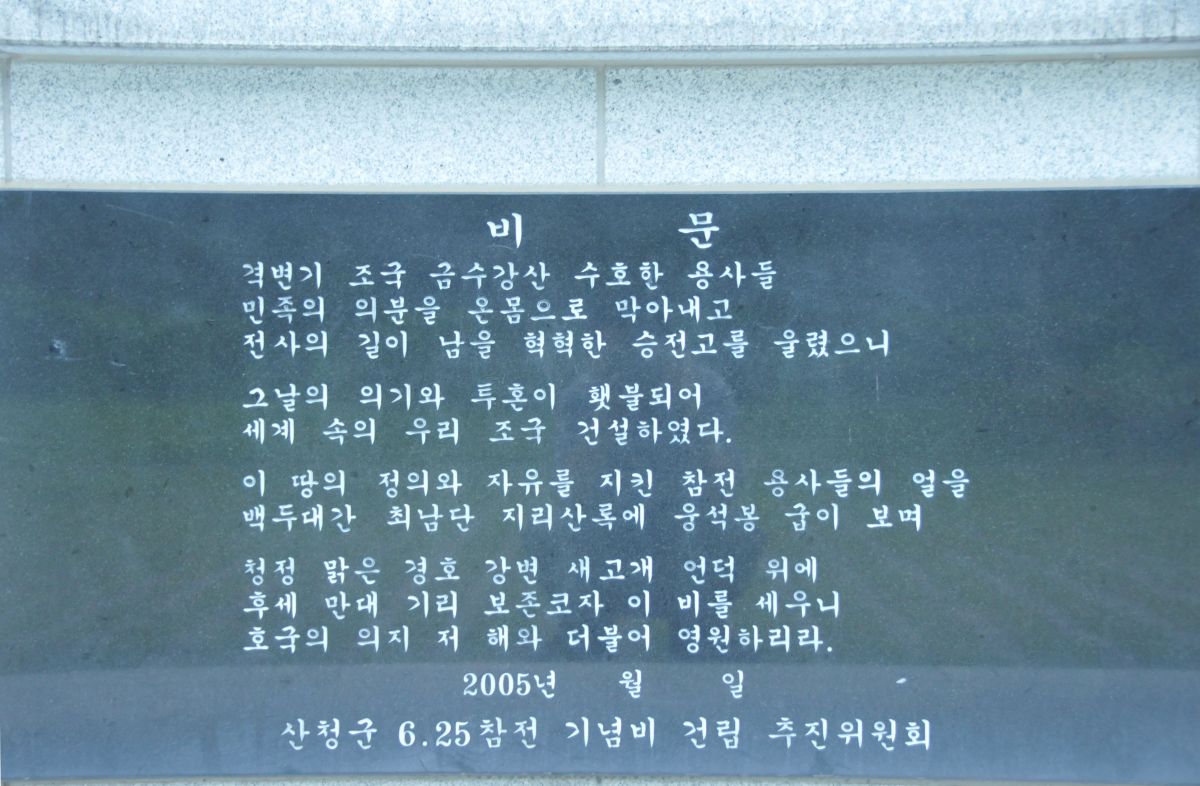 비 문
격변기 조국 금수강산 수호한 용사들
민족의 의분을 온몸으로 막아내고
전사의 길이 남을 혁혁한 승전고를 울렸으니
그날의 의기와 투혼이 횃불되어
세계 속의 우리 조국 건설하였다.
이 땅의 정의와 자유를 지킨 참전 용사들의 얼을
백두대간 최남단 지리산록에 웅석봉 굽이 보며
청정 맑은 경호 강변 새고개 언덕 위에
후세 만대 기리 보존코자 이 비를 세우니
호국의 의지 저 해와 더불어 영원하리라.
2005년 월 일
산청군 6.25참전 기념비 건립 추진위원회